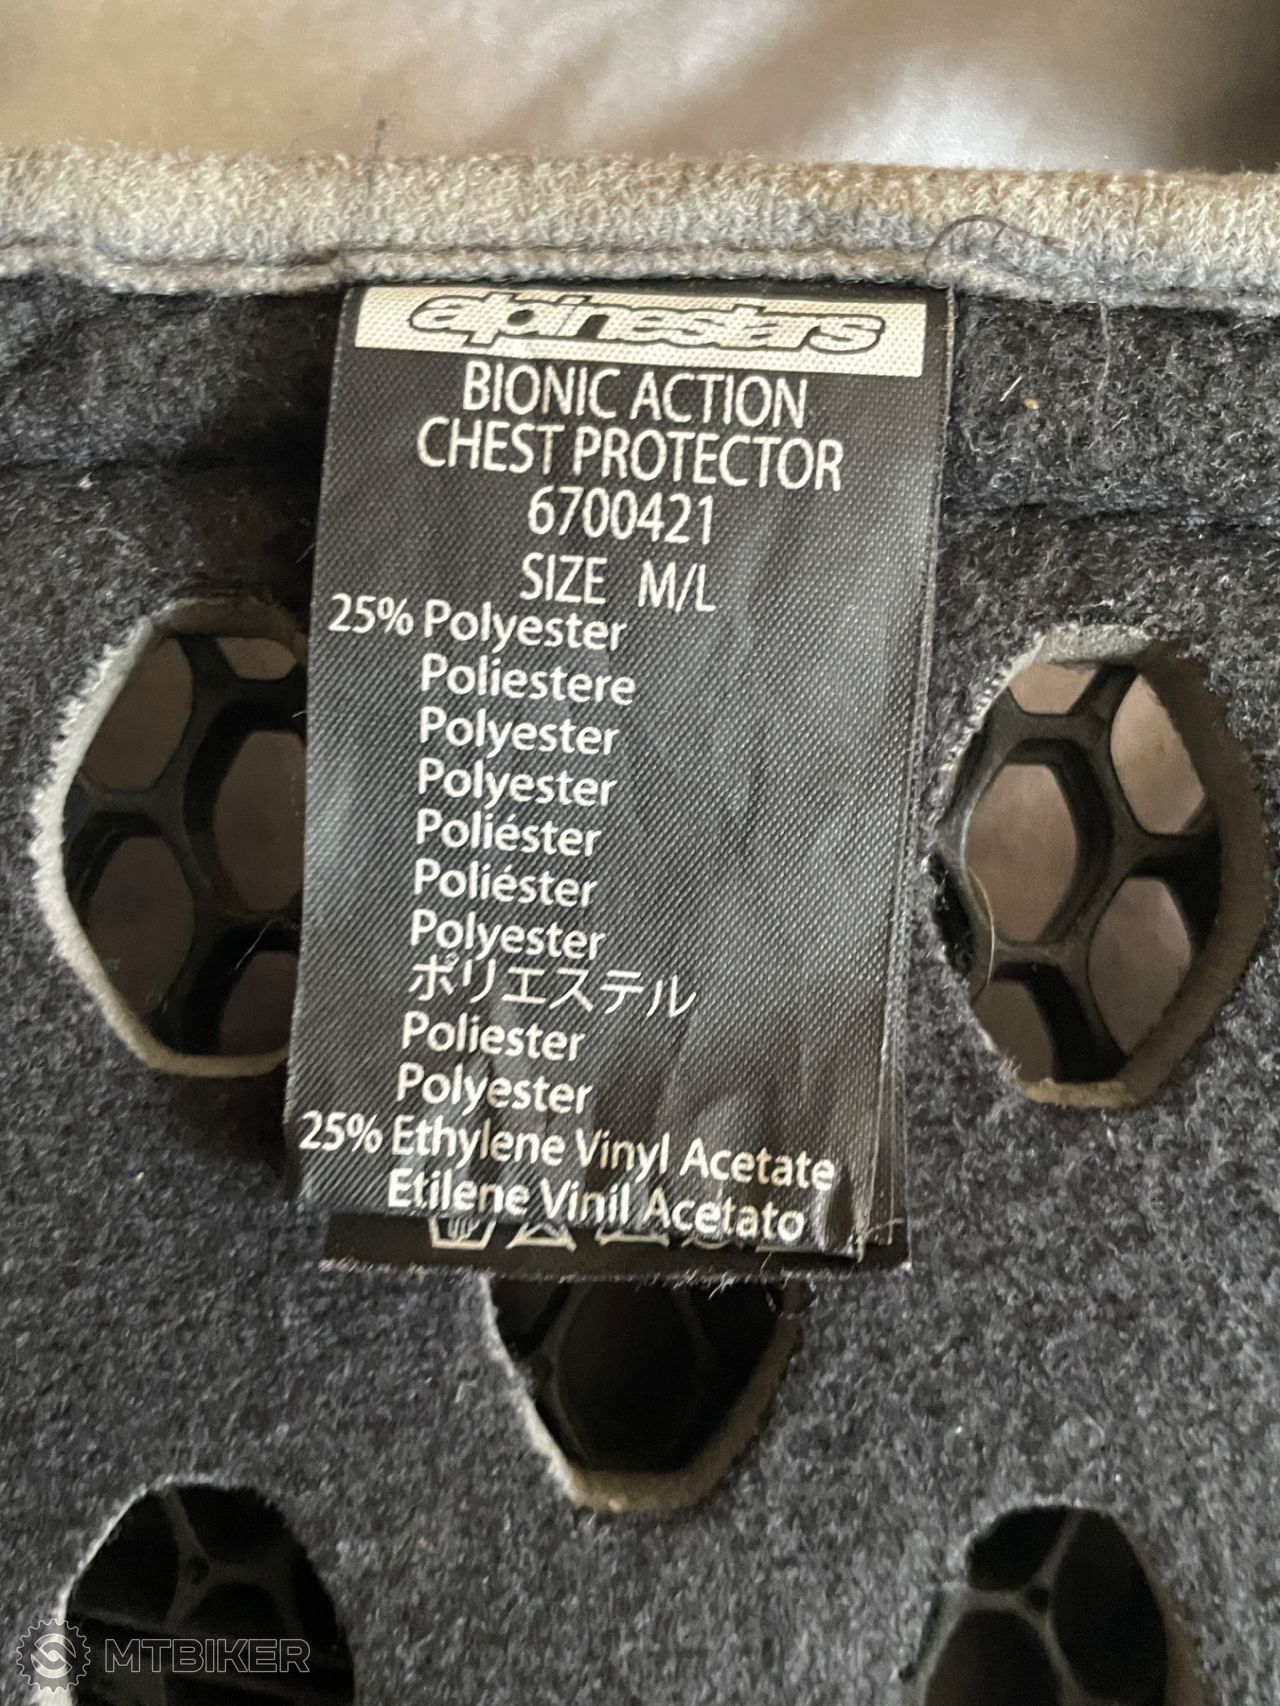 alpinestars
BIONIC ACTION
CHEST PROTECTOR
6700421
SIZE M/L
25% Polyester
Poliestere
Polyester
Polyester
Poliéster
Poliéster
Polyester
ポリエステル
Poliester
Polyester
25% Ethylene Vinyl Acetate
Etilene Vinil Acetato
MTBIKER